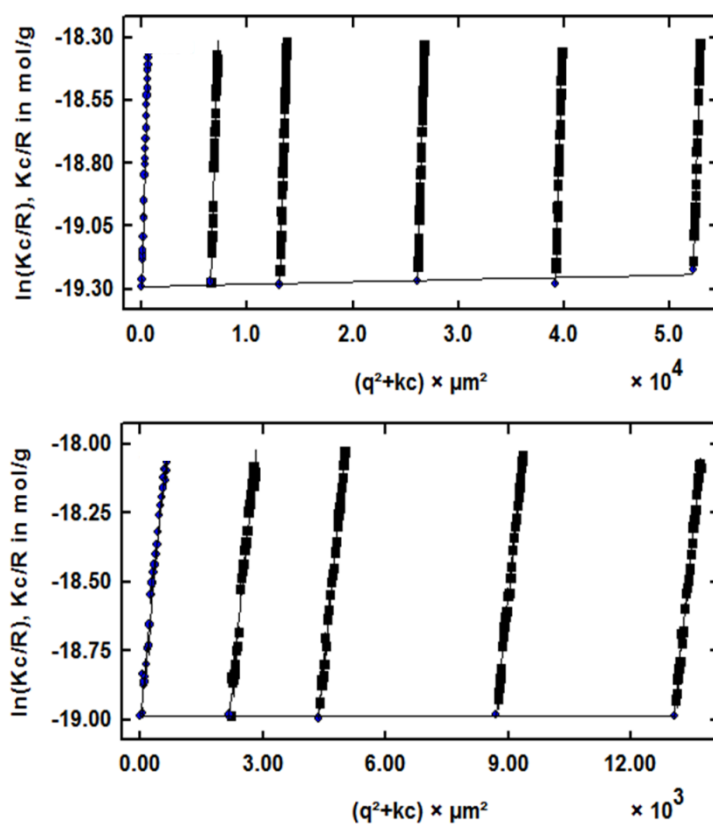 -18.30
-18.55
-18.80
-19.05
-19.30
ln(Kc/R), Kc/R in mol/g
0.0 1.0 2.0 3.0 4.0 5.0
(q²+kc) × µm² × 10⁴
-18.00
-18.25
-18.50
-18.75
-19.00
ln(Kc/R), Kc/R in mol/g
0.00 3.00 6.00 9.00 12.00
(q²+kc) × µm² × 10³